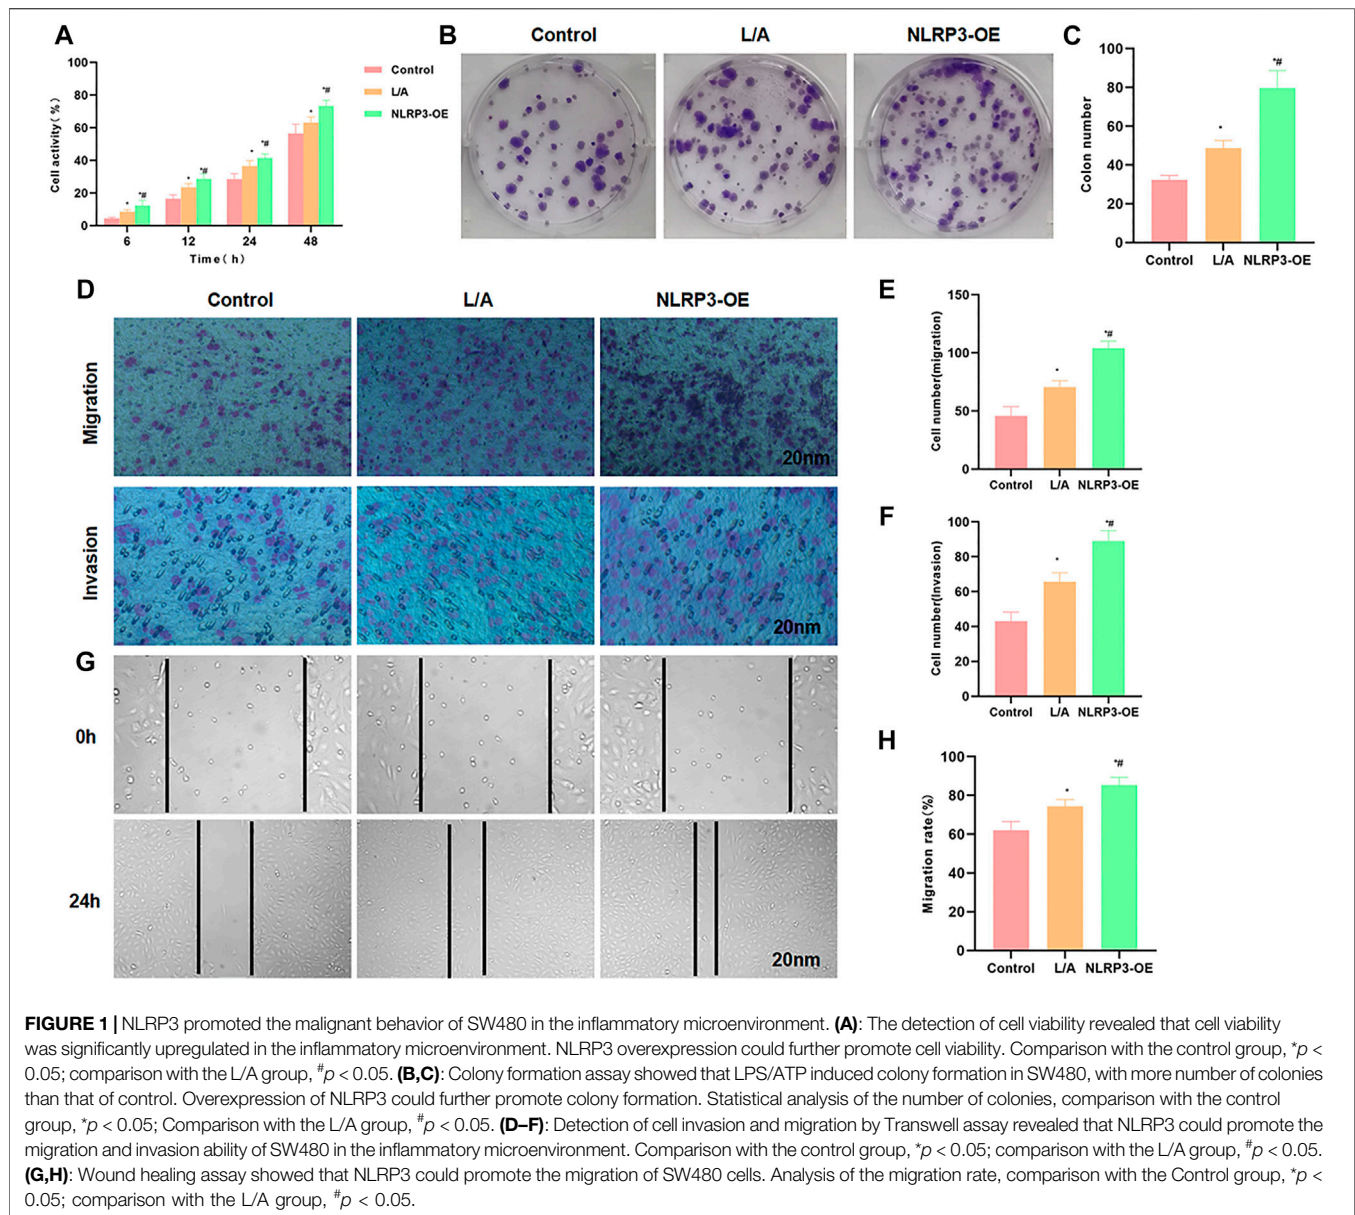 A
Cell activity(%)
100
80
60
40
20
0
6 12 24 48
Time( h)
* *# * *# * *# * *#
Control
L/A
NLRP3-OE
B
Control L/A NLRP3-OE
C
Colon number
100
80
60
40
20
0
* *#
Control L/A NLRP3-OE
D
Control L/A NLRP3-OE
Migration
20nm
Invasion
20nm
E
Cell number(migration)
150
100
50
0
* *#
Control L/A NLRP3-OE
F
Cell number(Invasion)
100
80
60
40
20
0
* *#
Control L/A NLRP3-OE
G
0h
24h
20nm
H
Migration rate(%)
100
80
60
40
20
0
* *#
Control L/A NLRP3-OE
FIGURE 1 | NLRP3 promoted the malignant behavior of SW480 in the inflammatory microenvironment. (A): The detection of cell viability revealed that cell viability
was significantly upregulated in the inflammatory microenvironment. NLRP3 overexpression could further promote cell viability. Comparison with the control group, *p <
0.05; comparison with the L/A group, #p < 0.05. (B,C): Colony formation assay showed that LPS/ATP induced colony formation in SW480, with more number of colonies
than that of control. Overexpression of NLRP3 could further promote colony formation. Statistical analysis of the number of colonies, comparison with the control
group, *p < 0.05; Comparison with the L/A group, #p < 0.05. (D–F): Detection of cell invasion and migration by Transwell assay revealed that NLRP3 could promote the
migration and invasion ability of SW480 in the inflammatory microenvironment. Comparison with the control group, *p < 0.05; comparison with the L/A group, #p < 0.05.
(G,H): Wound healing assay showed that NLRP3 could promote the migration of SW480 cells. Analysis of the migration rate, comparison with the Control group, *p <
0.05; comparison with the L/A group, #p < 0.05.